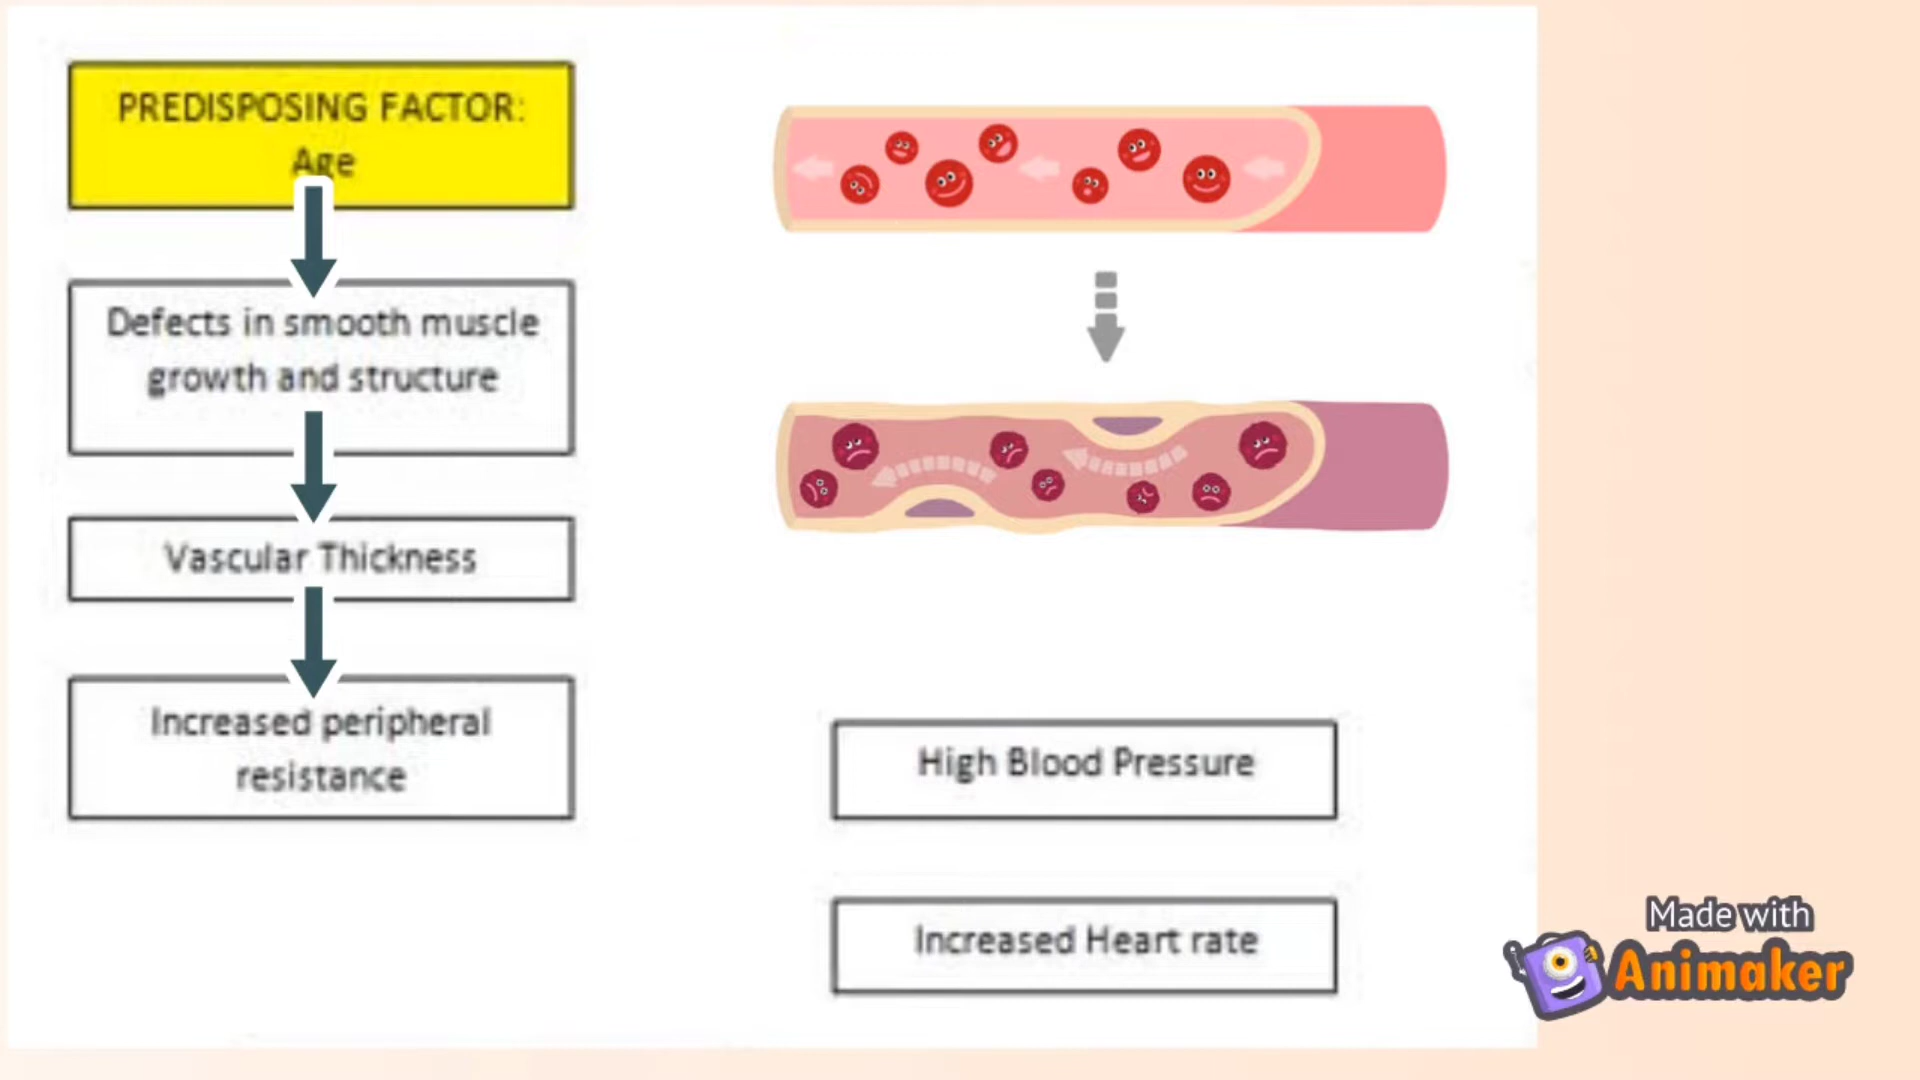 PREDISPOSING FACTOR:
Age
Defects in smooth muscle
growth and structure
Vascular Thickness
Increased peripheral
resistance
High Blood Pressure
Increased Heart rate
Made with
Animaker